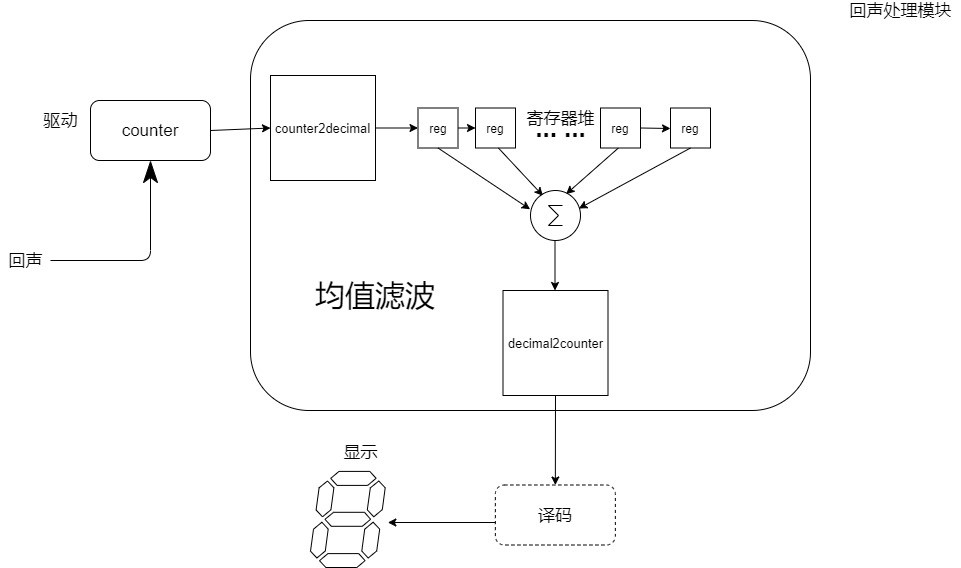 回声处理模块
驱动
counter
counter2decimal
reg
reg
寄存器堆
... ...
reg
reg
∑
回声
均值滤波
decimal2counter
显示
译码